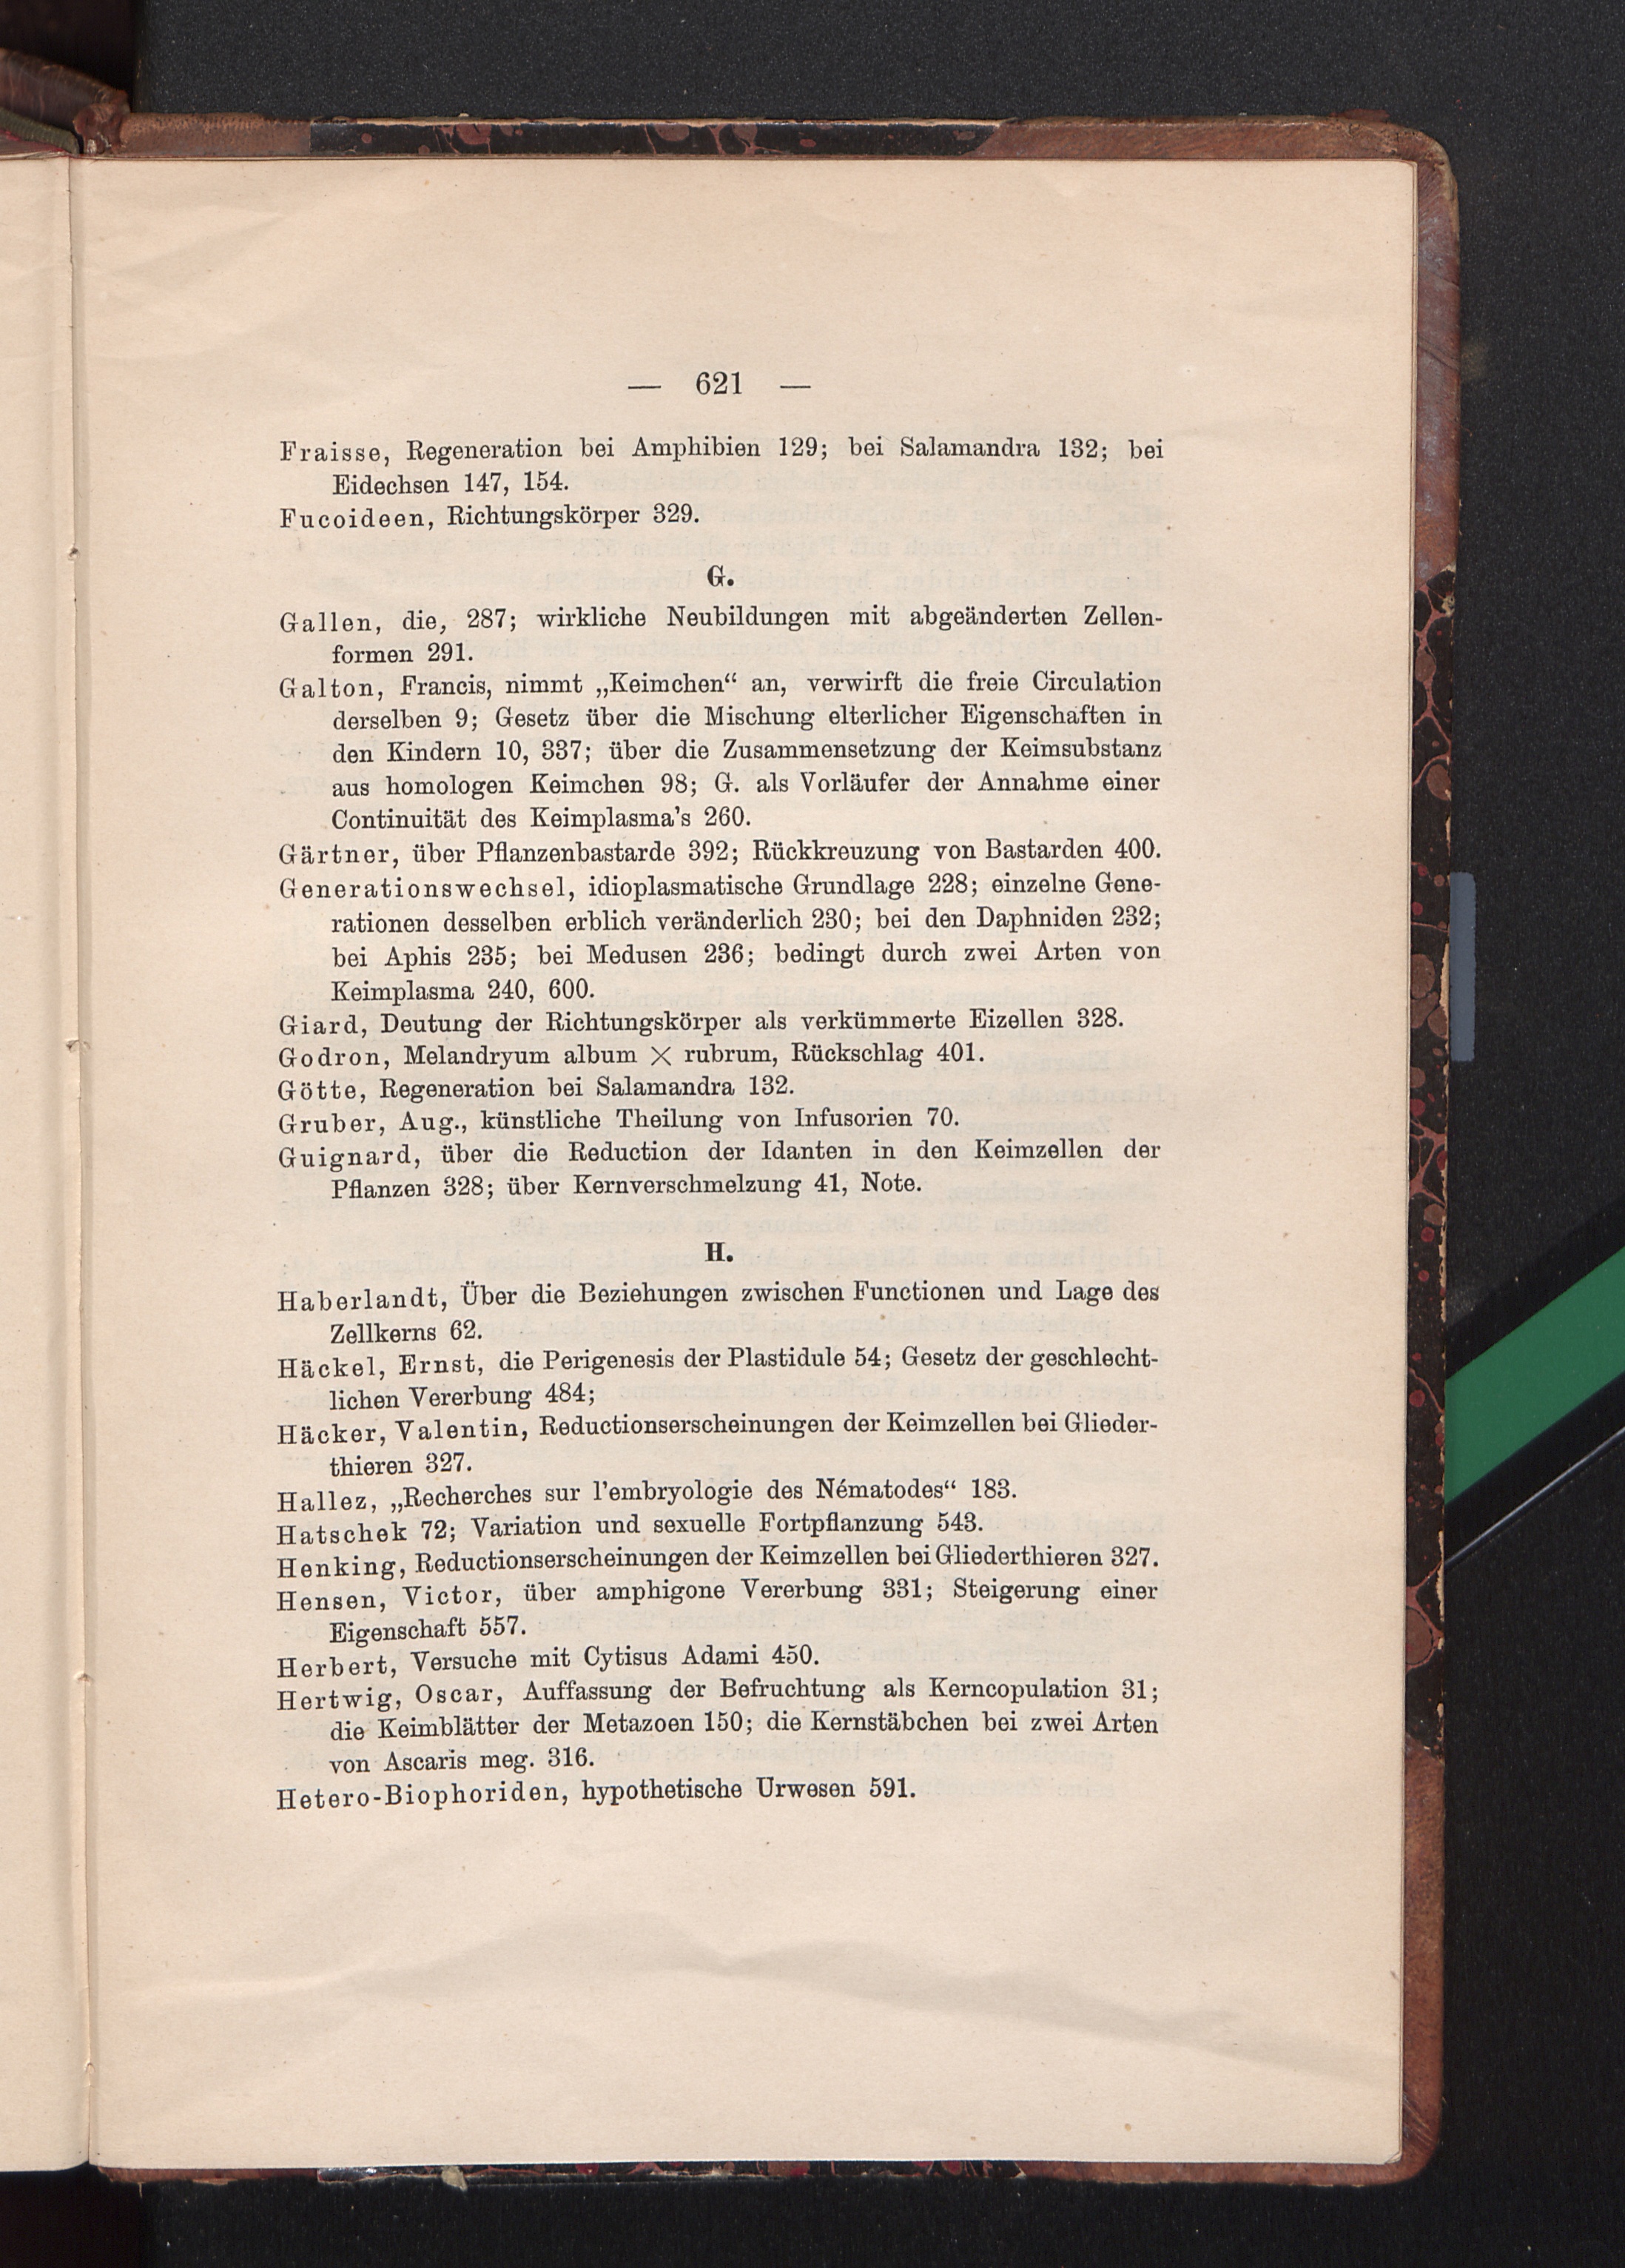 — 621 —
Fraisse, Regeneration bei Amphibien 129; bei Salamandra 132; bei
Eidechsen 147, 154.
Fucoideen, Richtungskörper 329.
G.
Gallen, die, 287; wirkliche Neubildungen mit abgeänderten Zellen-
formen 291.
Galton, Francis, nimmt „Keimchen“ an, verwirft die freie Circulation
derselben 9; Gesetz über die Mischung elterlicher Eigenschaften in
den Kindern 10, 337; über die Zusammensetzung der Keimsubstanz
aus homologen Keimchen 98; G. als Vorläufer der Annahme einer
Continuität des Keimplasma's 260.
Gärtner, über Pflanzenbastarde 392; Rückkreuzung von Bastarden 400.
Generationswechsel, idioplasmatische Grundlage 228; einzelne Gene-
rationen desselben erblich veränderlich 230; bei den Daphniden 232;
bei Aphis 235; bei Medusen 236; bedingt durch zwei Arten von
Keimplasma 240, 600.
Giard, Deutung der Richtungskörper als verkümmerte Eizellen 328.
Godron, Melandryum album × rubrum, Rückschlag 401.
Götte, Regeneration bei Salamandra 132.
Gruber, Aug., künstliche Theilung von Infusorien 70.
Guignard, über die Reduction der Idanten in den Keimzellen der
Pflanzen 328; über Kernverschmelzung 41, Note.
H.
Haberlandt, Über die Beziehungen zwischen Functionen und Lage des
Zellkerns 62.
Häckel, Ernst, die Perigenesis der Plastidule 54; Gesetz der geschlecht-
lichen Vererbung 484;
Häcker, Valentin, Reductionserscheinungen der Keimzellen bei Glieder-
thieren 327.
Hallez, „Recherches sur l'embryologie des Nématodes“ 183.
Hatschek 72; Variation und sexuelle Fortpflanzung 543.
Henking, Reductionserscheinungen der Keimzellen bei Gliederthieren 327.
Hensen, Victor, über amphigone Vererbung 331; Steigerung einer
Eigenschaft 557.
Herbert, Versuche mit Cytisus Adami 450.
Hertwig, Oscar, Auffassung der Befruchtung als Kerncopulation 31;
die Keimblätter der Metazoen 150; die Kernstäbchen bei zwei Arten
von Ascaris meg. 316.
Hetero-Biophoriden, hypothetische Urwesen 591.